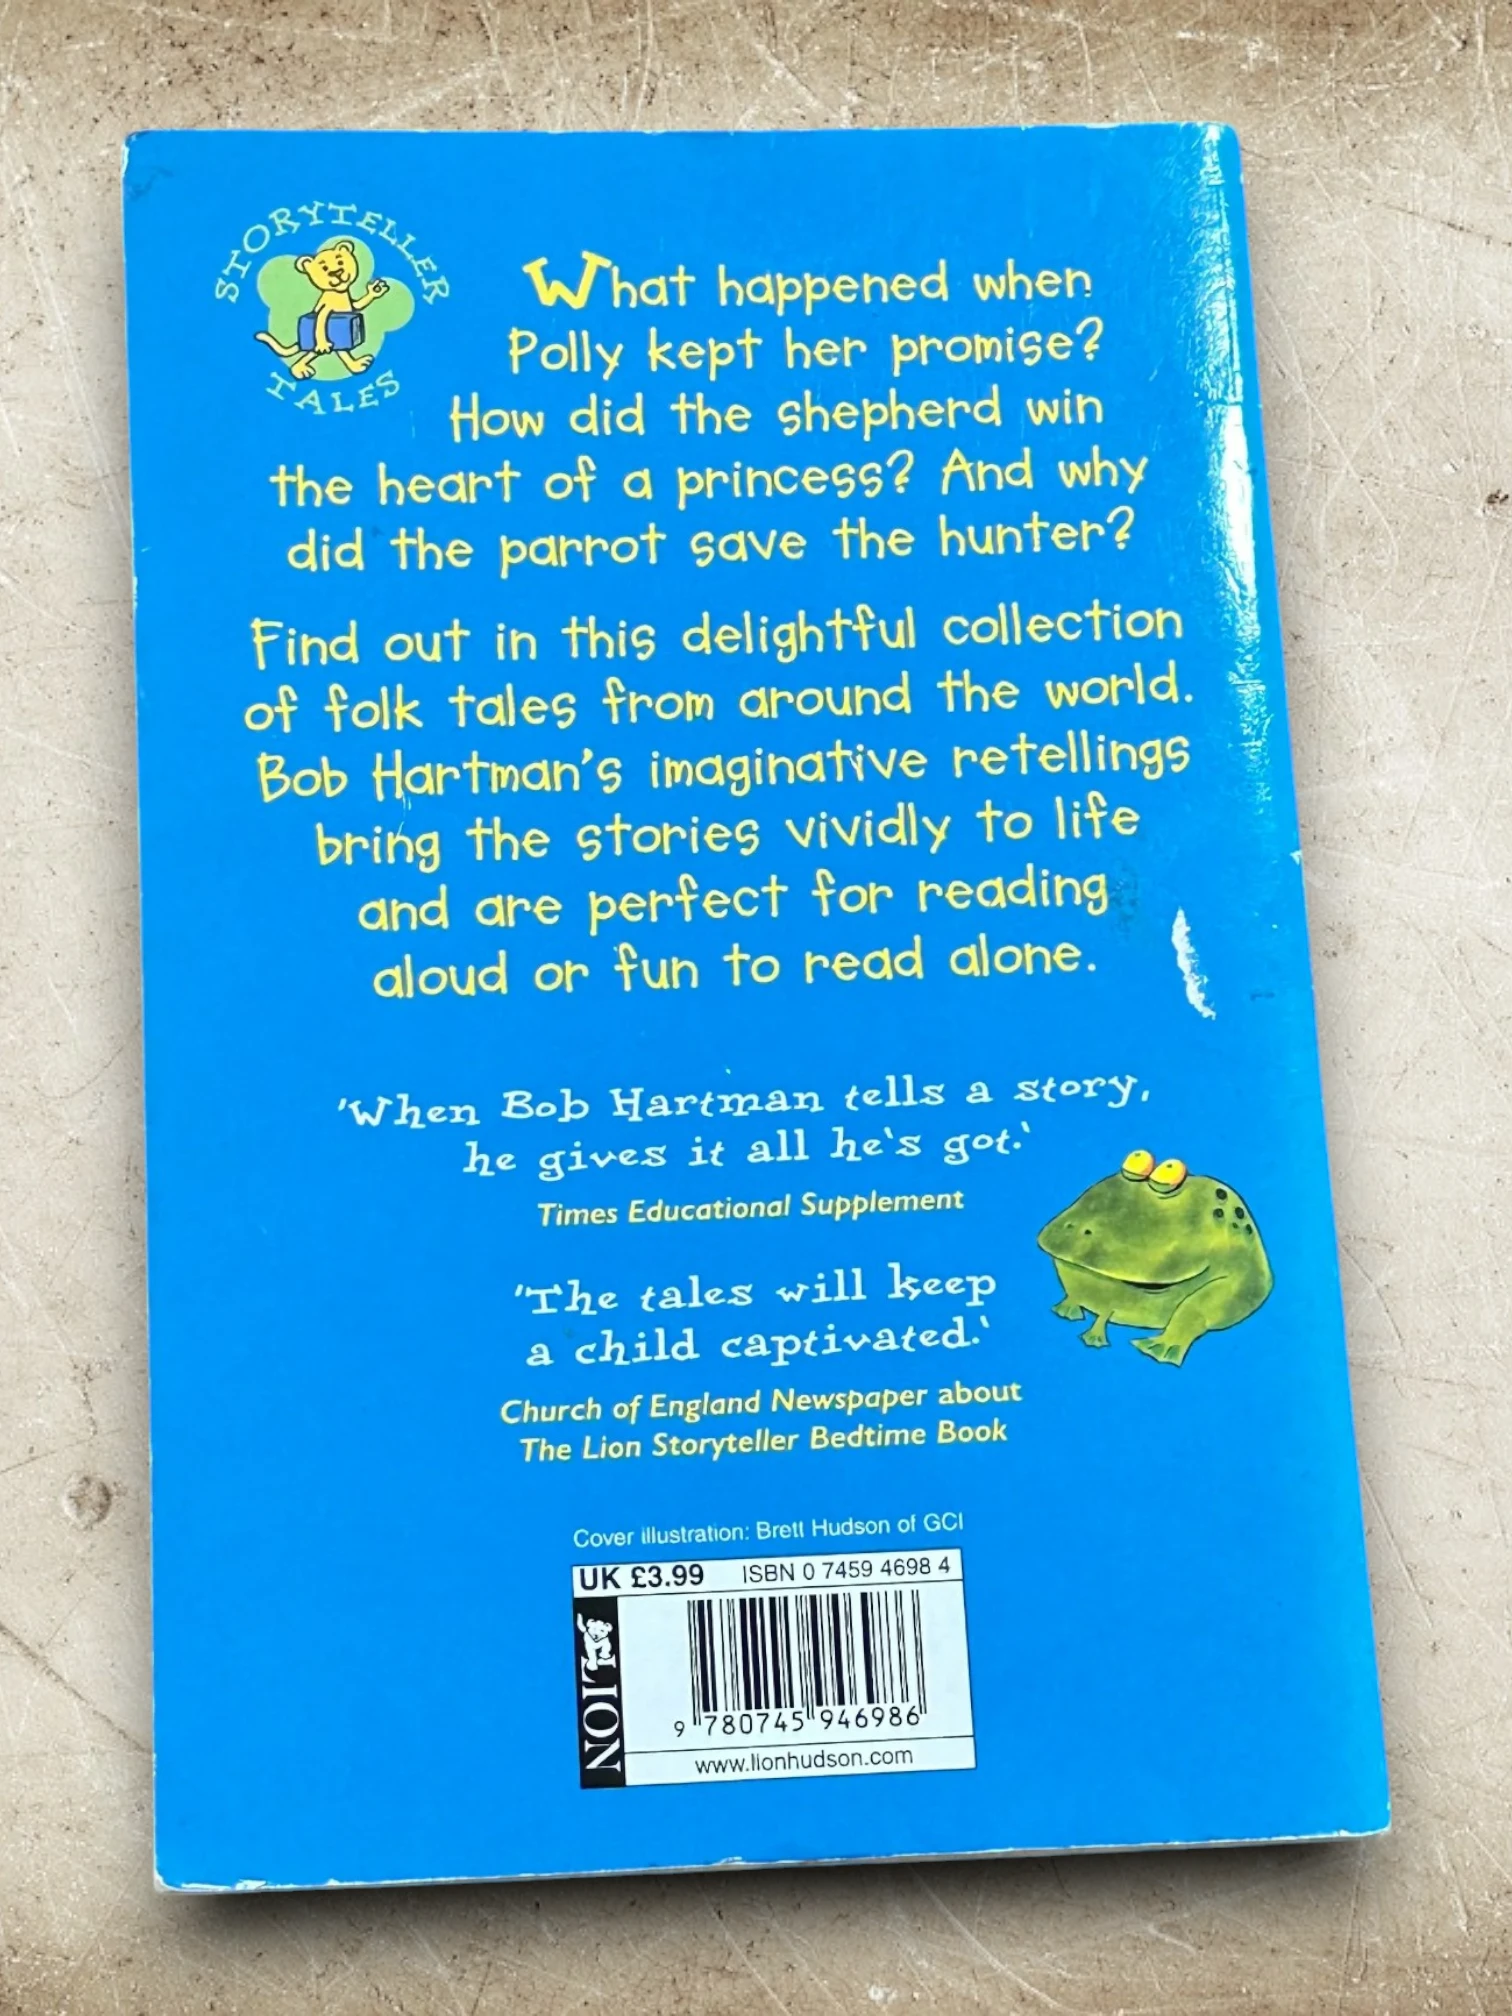 STORYTELLER
TALES
What happened when
Polly kept her promise?
How did the shepherd win
the heart of a princess? And why
did the parrot save the hunter?
Find out in this delightful collection
of folk tales from around the world.
Bob Hartman's imaginative retellings
bring the stories vividly to life
and are perfect for reading
aloud or fun to read alone.
'When Bob Hartman tells a story,
he gives it all he's got.'
Times Educational Supplement
'The tales will keep
a child captivated.'
Church of England Newspaper about
The Lion Storyteller Bedtime Book
Cover illustration: Brett Hudson of GCI
UK £3.99 ISBN 0 7459 4698 4
LION
9 780745 946986
www.lionhudson.com